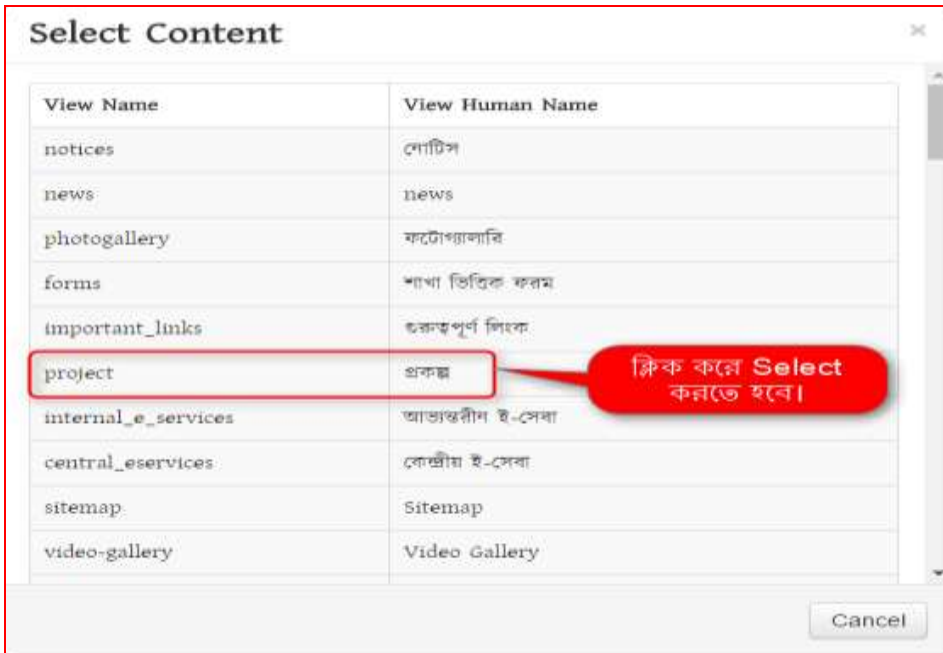 Select Content
View Name View Human Name
notices নোটিস
news news
photogallery ফটোগ্যালারি
forms শাখা ভিত্তিক ফরম
important_links গুরুত্বপূর্ণ লিংক
project প্রকল্প
ক্লিক করে Select
করতে হবে।
internal_e_services আভ্যন্তরীন ই-সেবা
central_eservices কেন্দ্রীয় ই-সেবা
sitemap Sitemap
video-gallery Video Gallery
Cancel